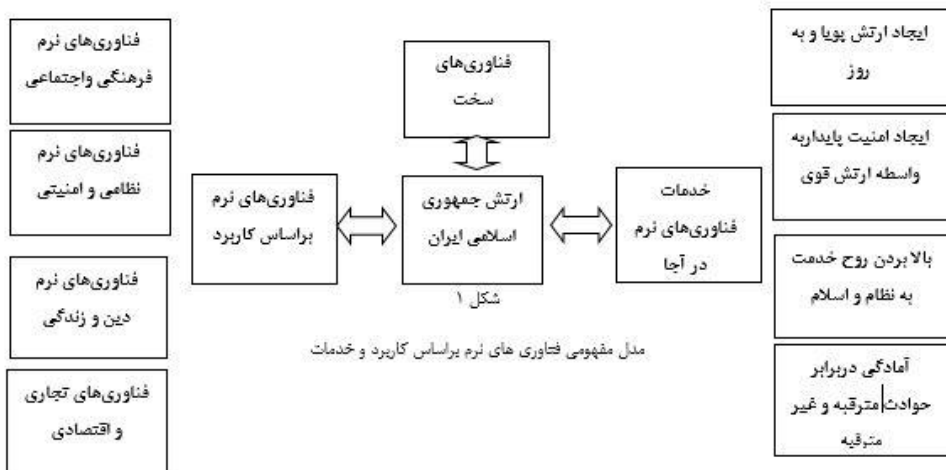 ایجاد ارتش پویا و به
روز
ایجاد امنیت پایداربه
واسطه ارتش قوی
بالا بردن روح خدمت
به نظام و اسلام
آمادگی دربرابر
حوادث مترقبه و غیر
مترقبه
خدمات
فناوری‌های نرم
در آجا
فناوری‌های
سخت
ارتش جمهوری
اسلامی ایران
فناوری‌های نرم
براساس کاربرد
فناوری‌های نرم
فرهنگی واجتماعی
فناوری‌های نرم
نظامی و امنیتی
فناوری‌های نرم
دین و زندگی
فناوری‌های تجاری
و اقتصادی
شکل ۱
مدل مفهومی فناوری های نرم براساس کاربرد و خدمات